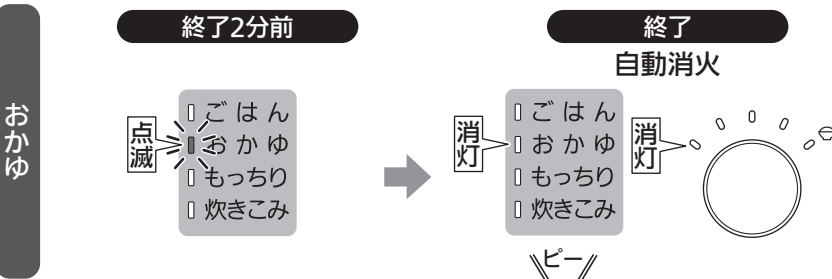 おかゆ
終了2分前
点滅
ごはん
おかゆ
もっちり
炊きこみ
終了
自動消火
消灯
ごはん
おかゆ
もっちり
炊きこみ
消灯
ピー